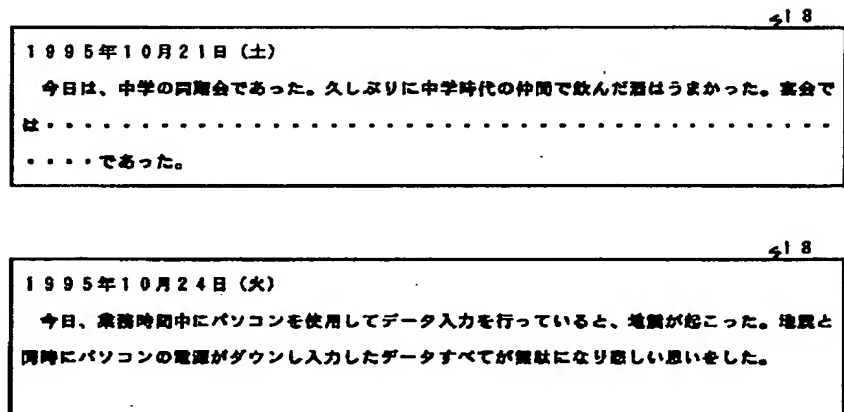 18
1995年10月21日(土)
今日は、中学の同期会であった。久しぶりに中学時代の仲間で飲んだ酒はうまかった。宴会で
は・・・・・・・・・・・・・・・・・・・・・・・・・・・・・・・・・・・・・・・・・
・・・・であった。
18
1995年10月24日(火)
今日、業務時間中にパソコンを使用してデータ入力を行っていると、地震が起こった。地震と
同時にパソコンの電源がダウンし入力したデータすべてが無駄になり悲しい思いをした。